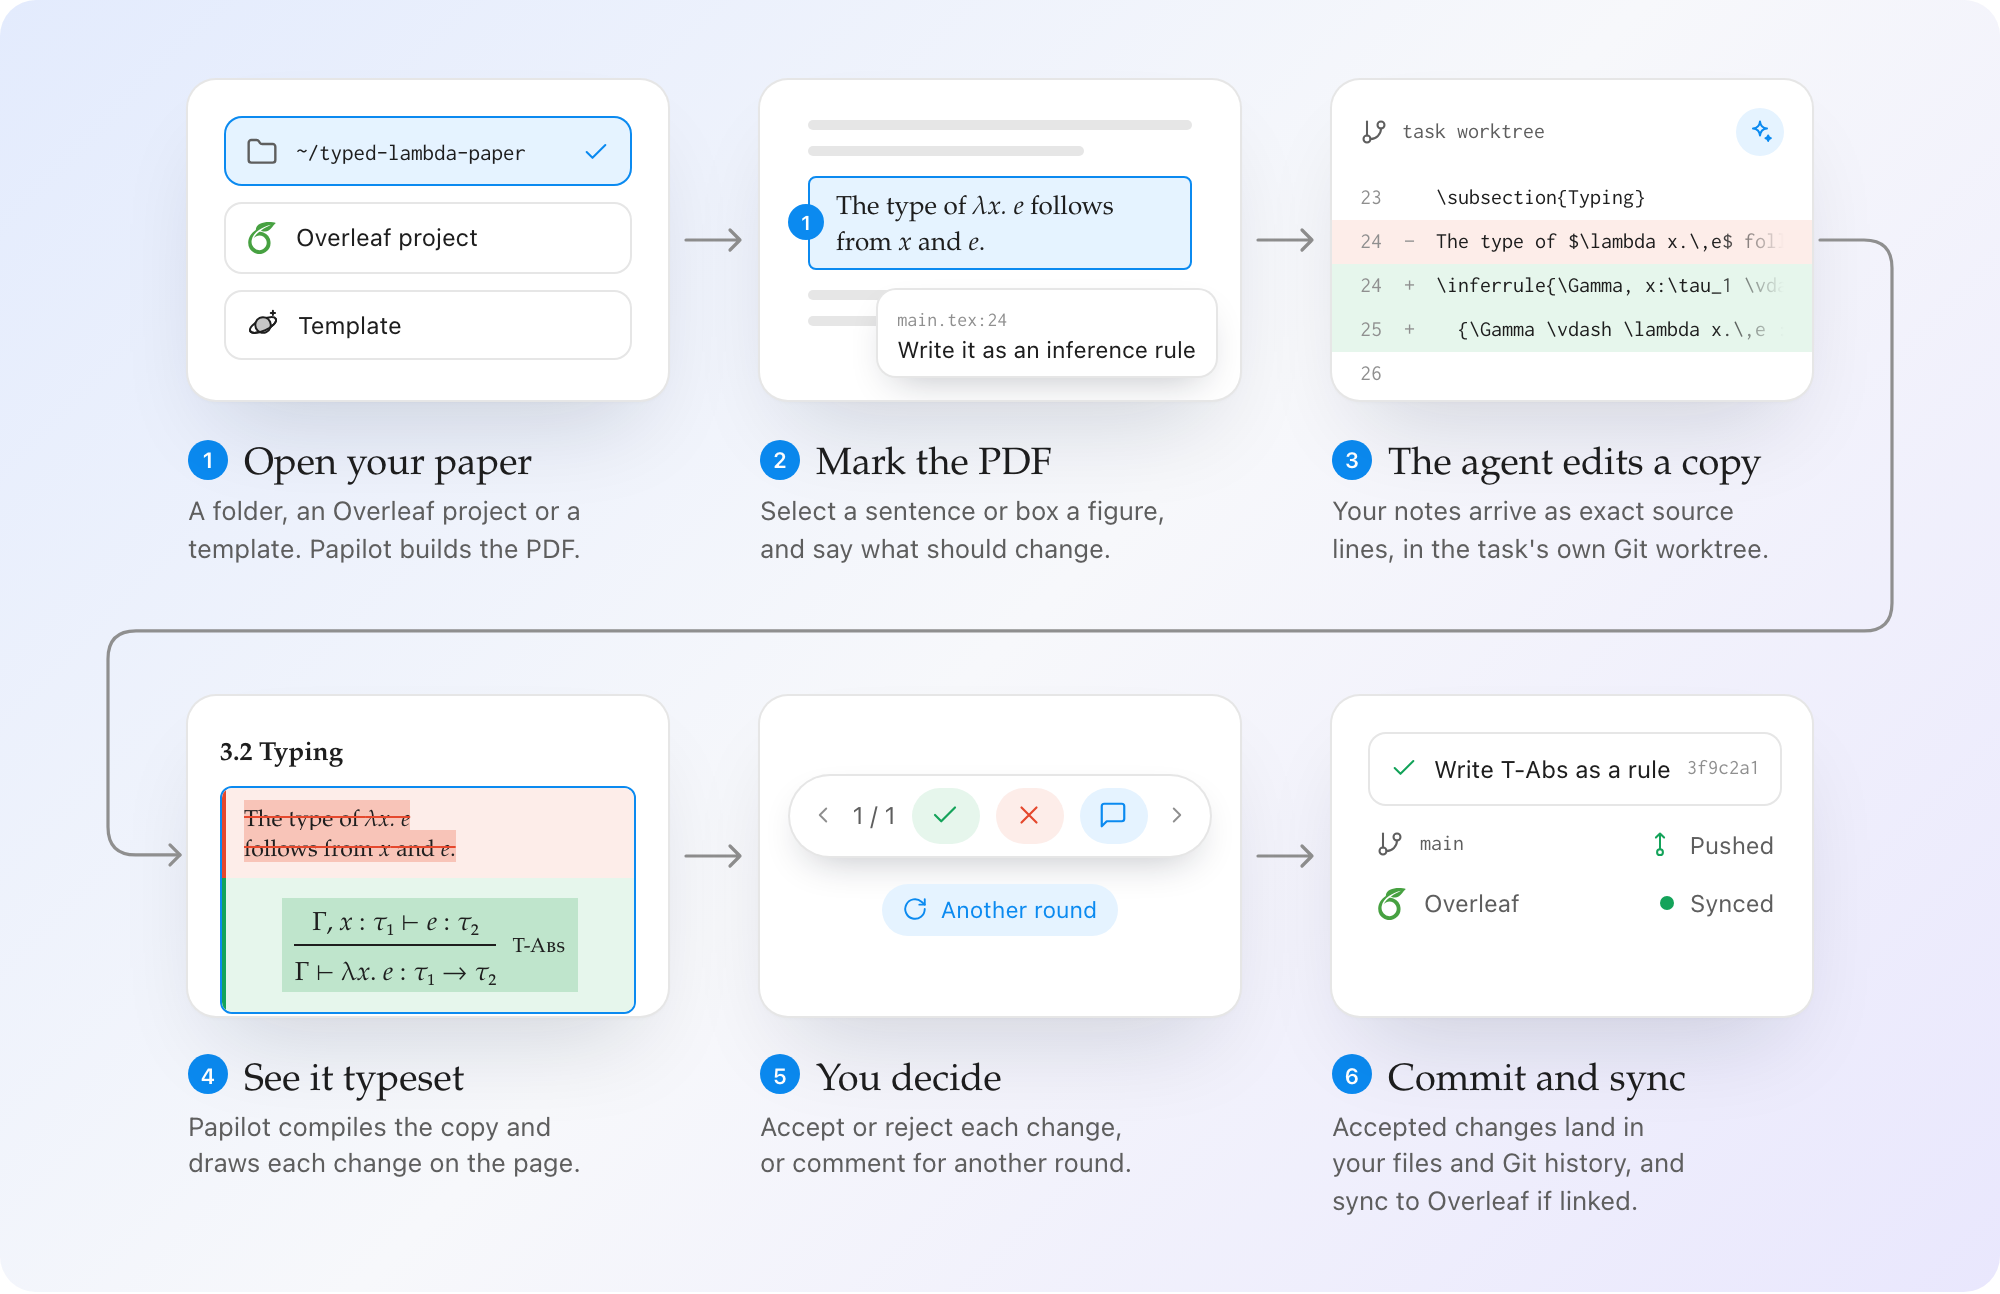 ~/typed-lambda-paper
Overleaf project
Template
1 Open your paper
A folder, an Overleaf project or a
template. Papilot builds the PDF.
1
The type of λx. e follows
from x and e.
main.tex:24
Write it as an inference rule
2 Mark the PDF
Select a sentence or box a figure,
and say what should change.
task worktree
23 \subsection{Typing}
24 − The type of $\lambda x.\,e$ fol
24 + \inferrule{\Gamma, x:\tau_1 \vd
25 + {\Gamma \vdash \lambda x.\,e
26
3 The agent edits a copy
Your notes arrive as exact source
lines, in the task's own Git worktree.
3.2 Typing
The type of λx. e
follows from x and e.
Γ, x : τ₁ ⊢ e : τ₂
T-Abs
Γ ⊢ λx. e : τ₁ → τ₂
4 See it typeset
Papilot compiles the copy and
draws each change on the page.
1 / 1
Another round
5 You decide
Accept or reject each change,
or comment for another round.
Write T-Abs as a rule 3f9c2a1
main Pushed
Overleaf Synced
6 Commit and sync
Accepted changes land in
your files and Git history, and
sync to Overleaf if linked.